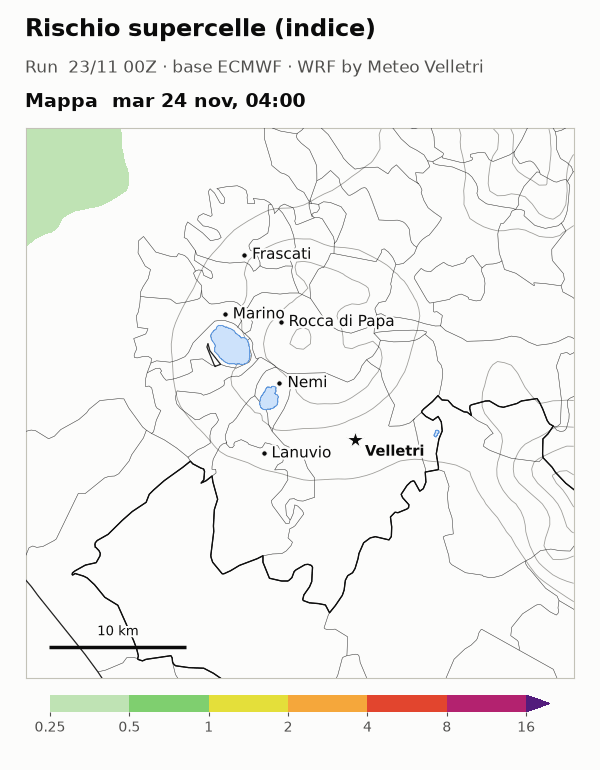 Rischio supercelle (indice)
Run  23/11 00Z · base ECMWF · WRF by Meteo Velletri
Mappa  mar 24 nov, 04:00
Frascati
Marino
Rocca di Papa
Nemi
Velletri
Lanuvio
10 km
0.25 0.5 1 2 4 8 16